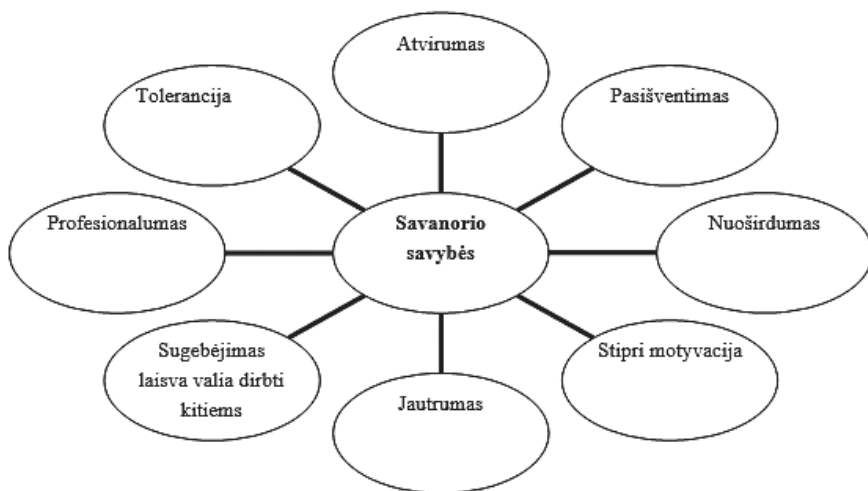 Atvirumas
Tolerancija
Pasišventimas
Profesionalumas
Savanorio
savybės
Nuoširdumas
Sugebėjimas
laisva valia dirbti
kitiems
Stipri motyvacija
Jautrumas